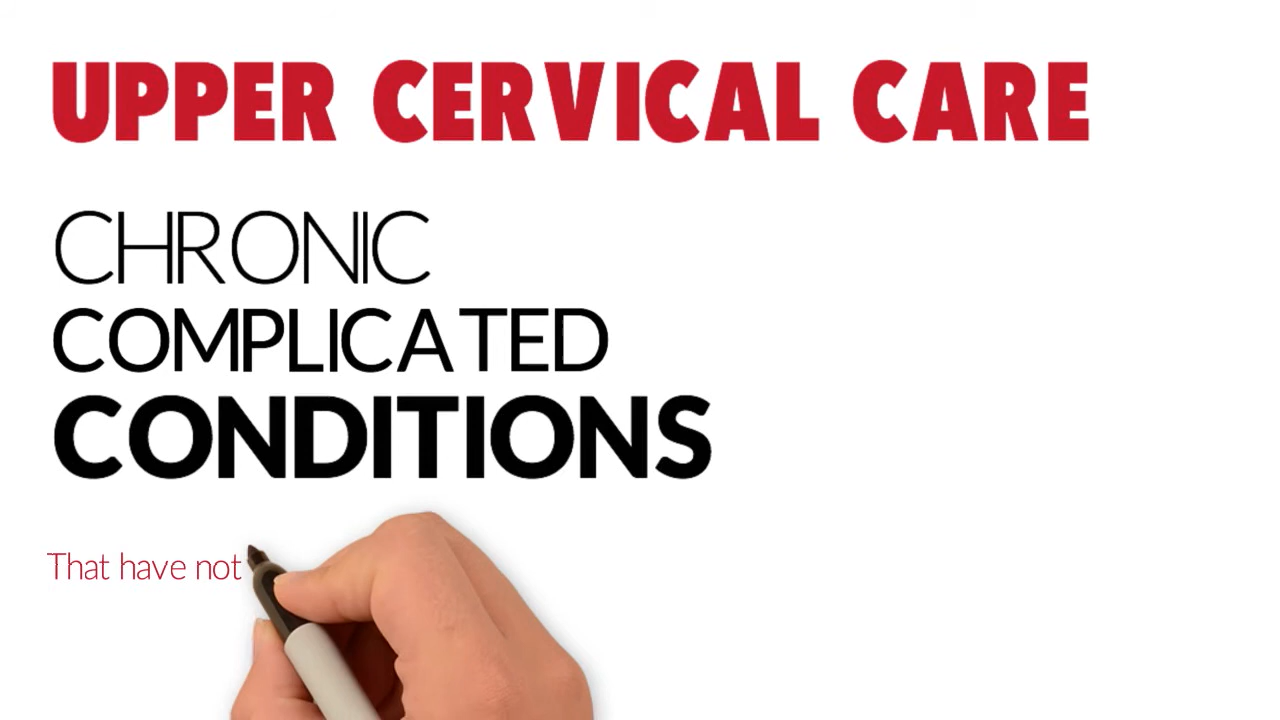 UPPER CERVICAL CARE
CHRONIC
COMPLICATED
CONDITIONS
That have not